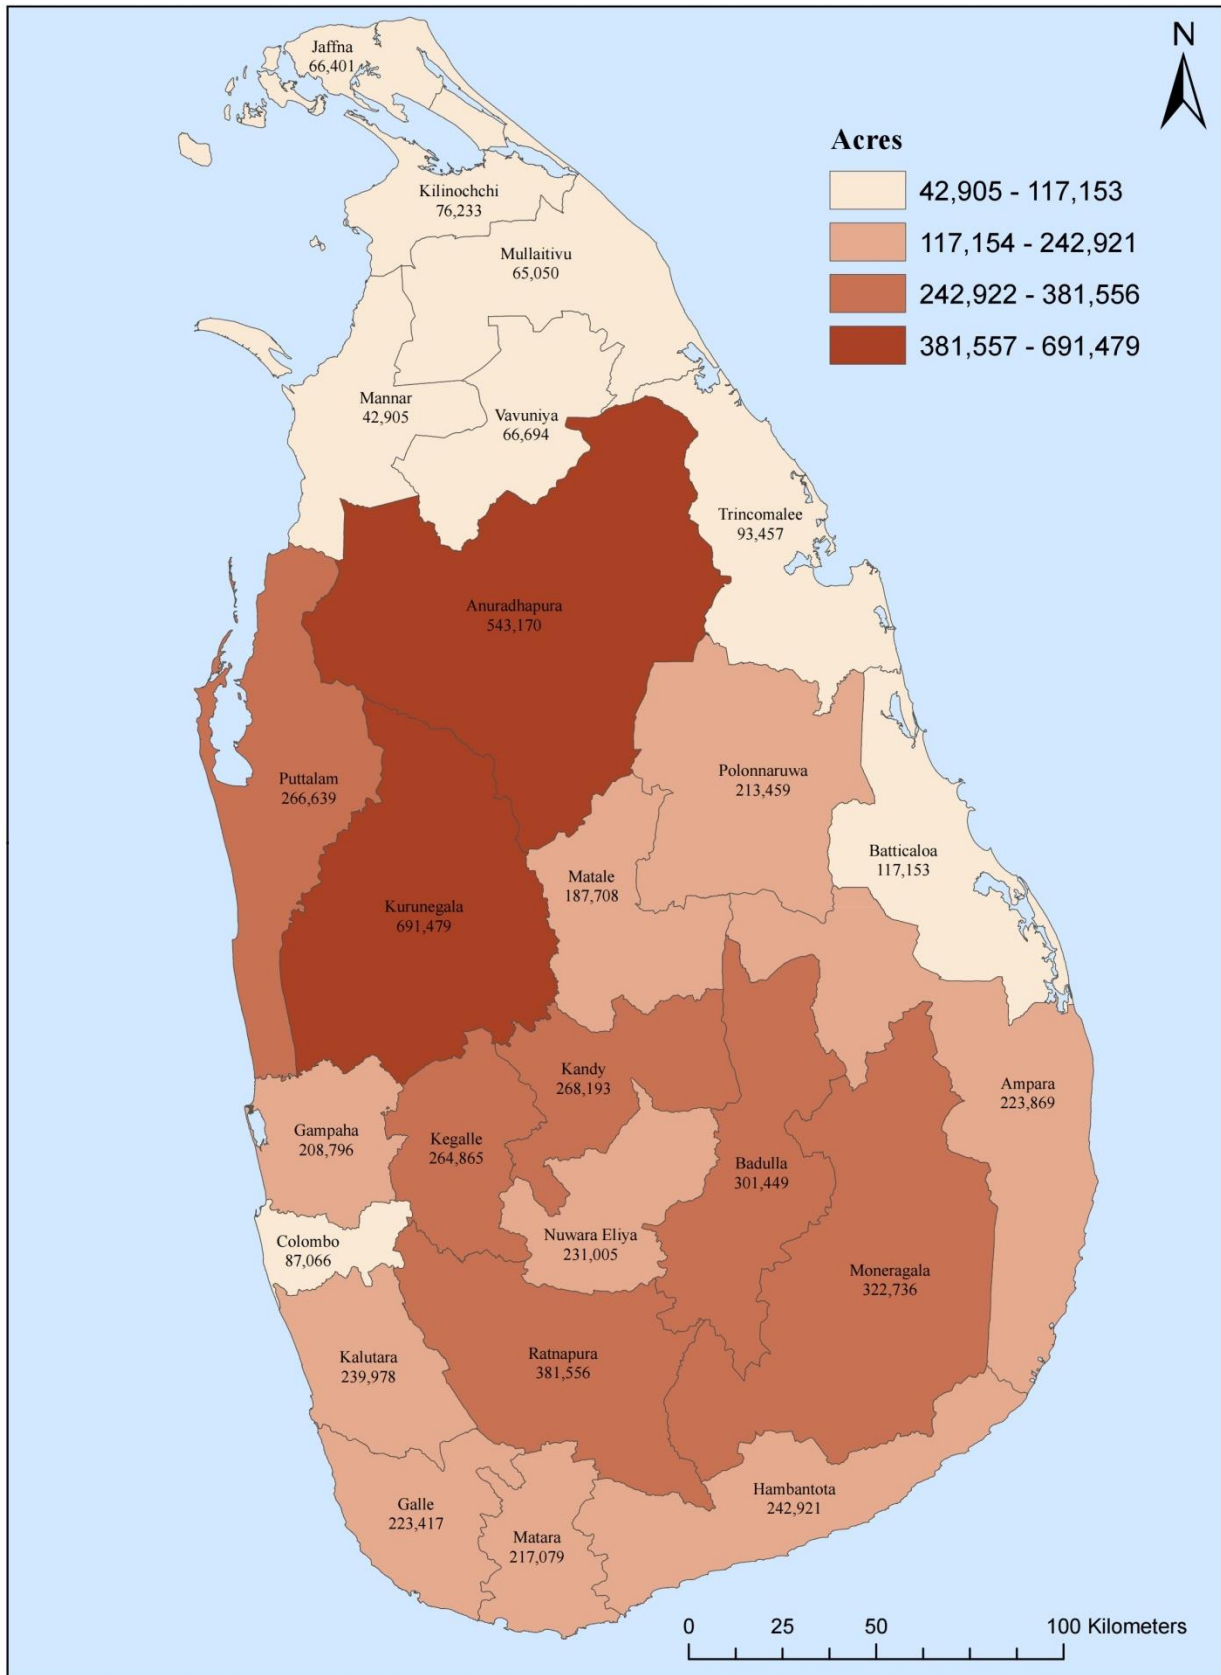 N
Jaffna
66,401
Acres
42,905 - 117,153
117,154 - 242,921
242,922 - 381,556
381,557 - 691,479
Kilinochchi
76,233
Mullaitivu
65,050
Mannar
42,905
Vavuniya
66,694
Trincomalee
93,457
Anuradhapura
543,170
Puttalam
266,639
Polonnaruwa
213,459
Batticaloa
117,153
Matale
187,708
Kurunegala
691,479
Kandy
268,193
Ampara
223,869
Gampaha
208,796
Kegalle
264,865
Badulla
301,449
Nuwara Eliya
231,005
Colombo
87,066
Moneragala
322,736
Kalutara
239,978
Ratnapura
381,556
Hambantota
242,921
Galle
223,417
Matara
217,079
0 25 50 100 Kilometers